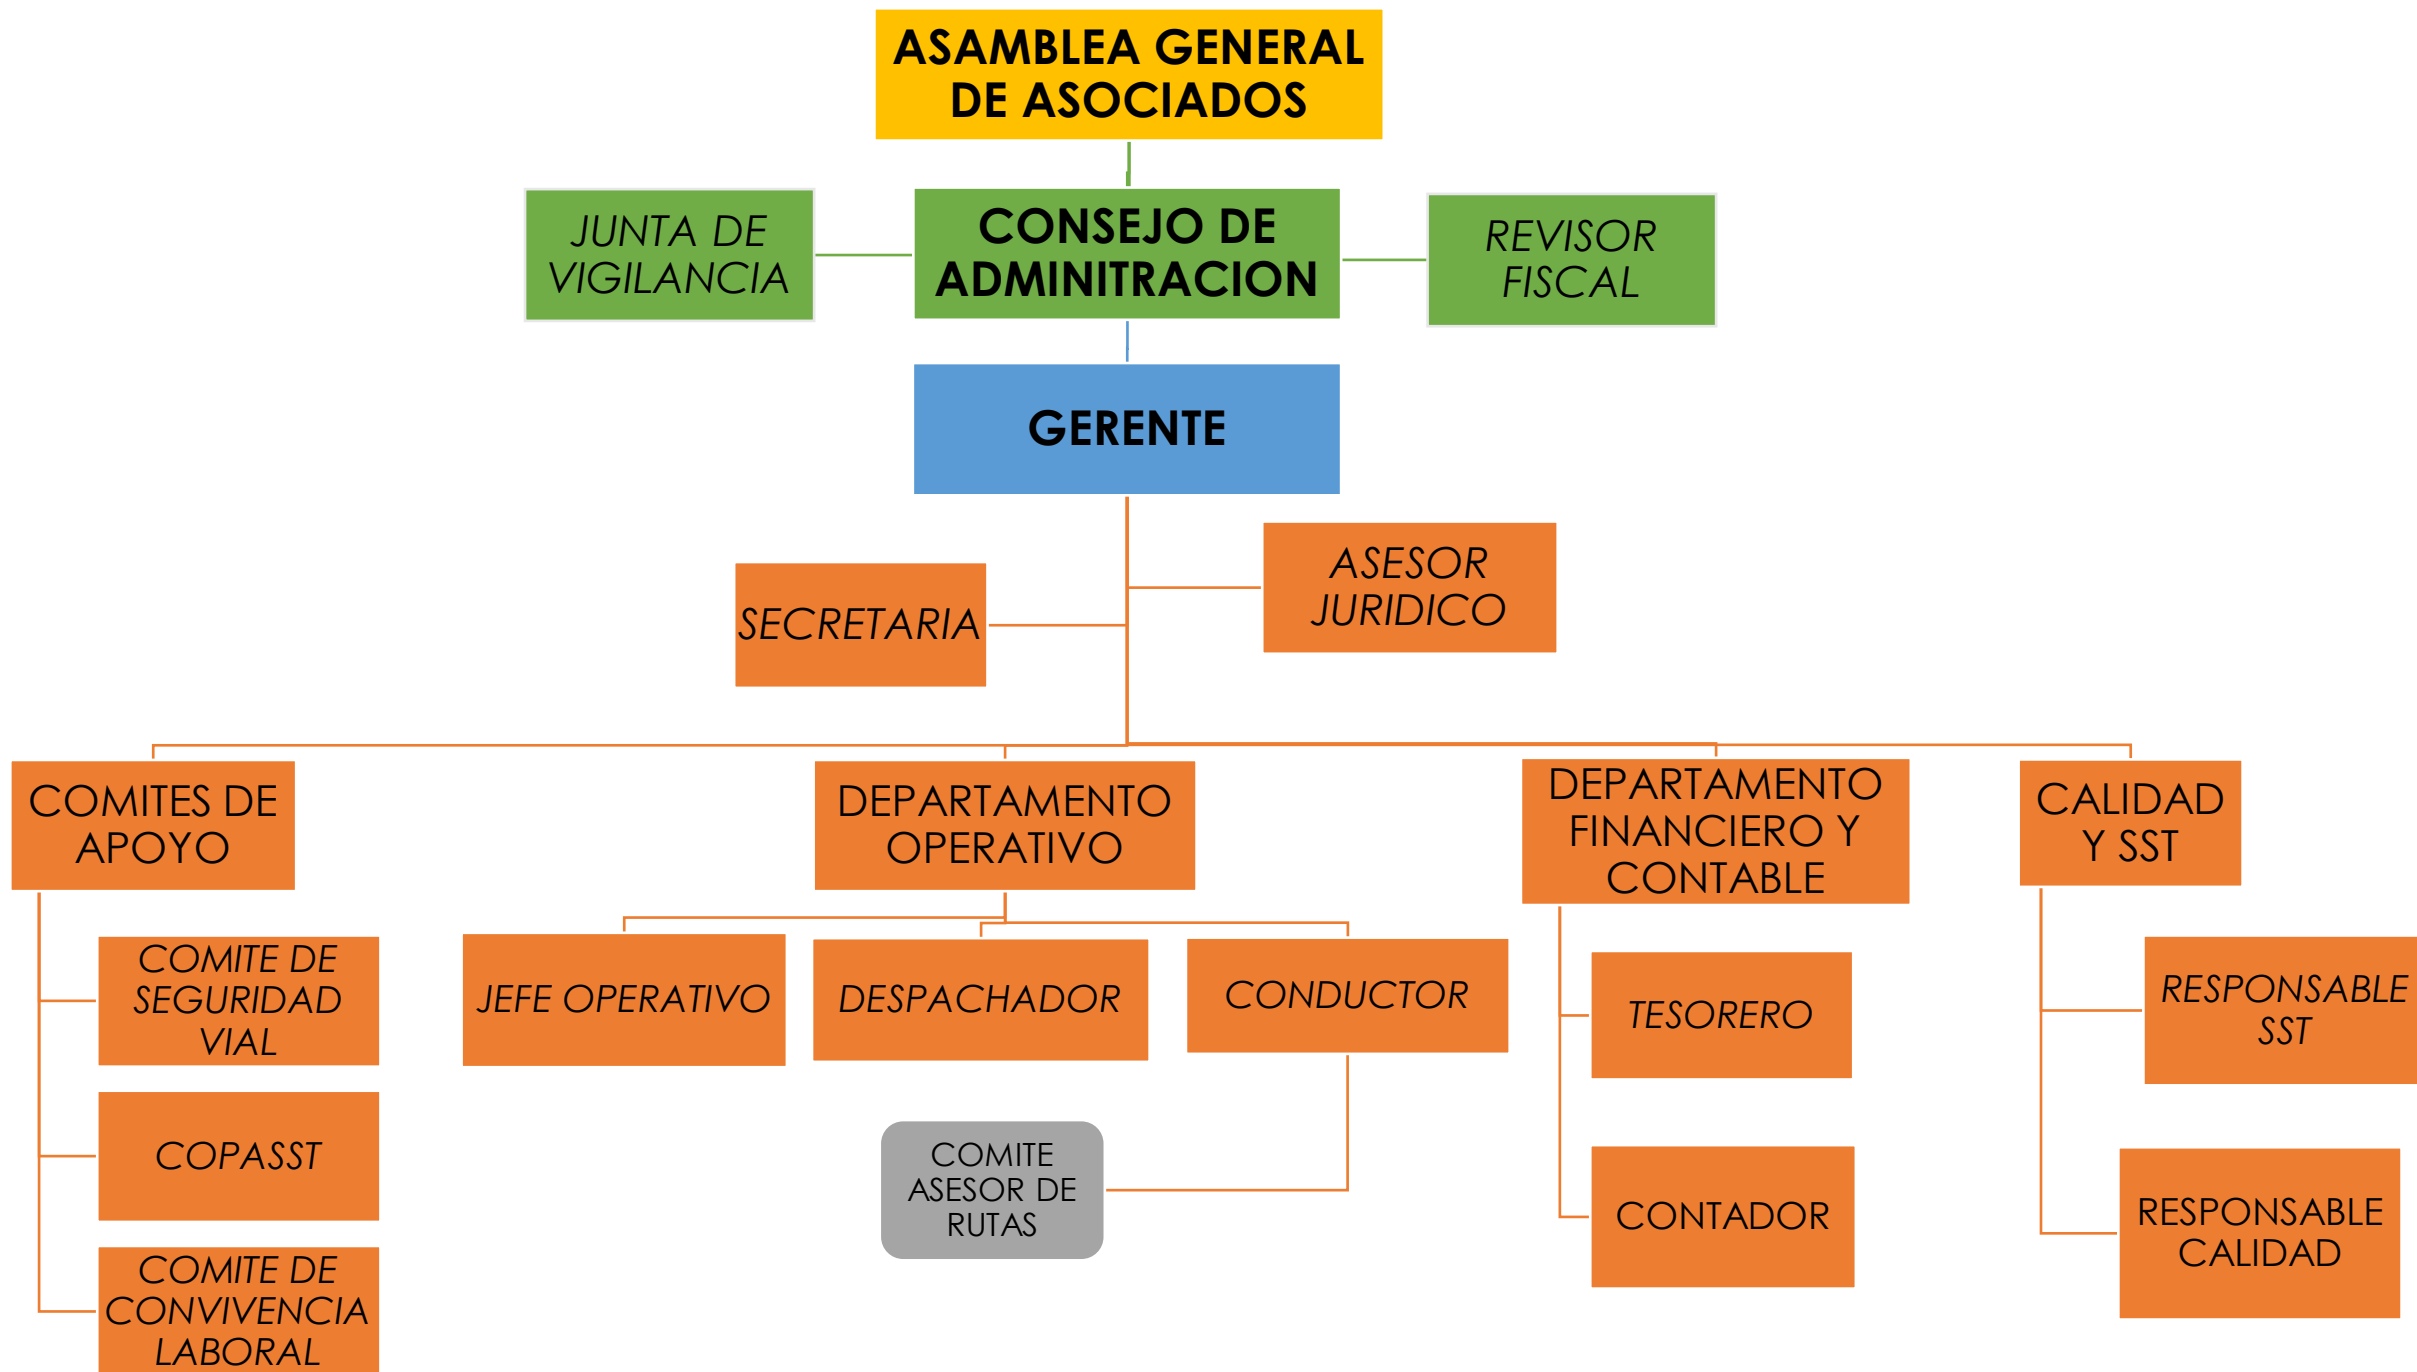 ASAMBLEA GENERAL
DE ASOCIADOS
JUNTA DE
VIGILANCIA
CONSEJO DE
ADMINITRACION
REVISOR
FISCAL
GERENTE
SECRETARIA
ASESOR
JURIDICO
COMITES DE
APOYO
DEPARTAMENTO
OPERATIVO
DEPARTAMENTO
FINANCIERO Y
CONTABLE
CALIDAD
Y SST
COMITE DE
SEGURIDAD
VIAL
COPASST
COMITE DE
CONVIVENCIA
LABORAL
JEFE OPERATIVO
DESPACHADOR
CONDUCTOR
COMITE
ASESOR DE
RUTAS
TESORERO
CONTADOR
RESPONSABLE
SST
RESPONSABLE
CALIDAD